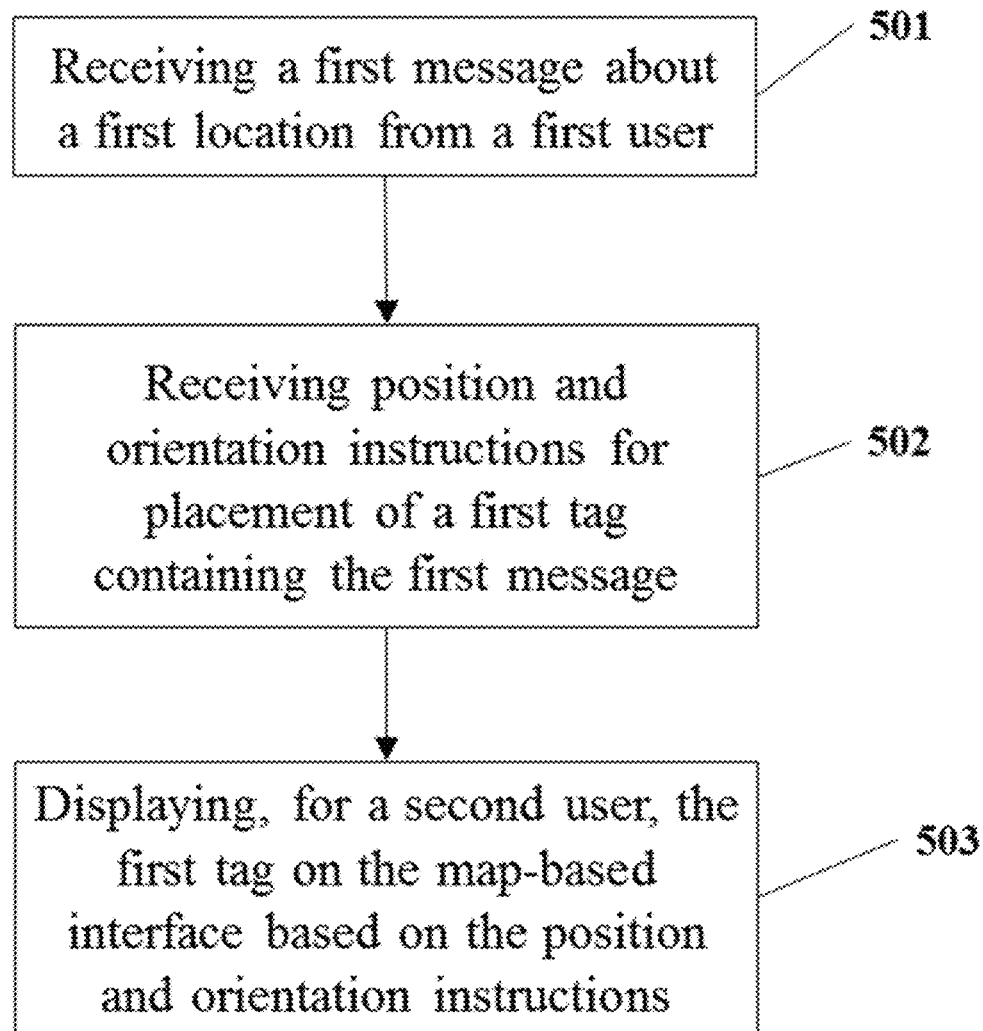 501
Receiving a first message about
a first location from a first user
Receiving position and
orientation instructions for
placement of a first tag
containing the first message
502
Displaying, for a second user, the
first tag on the map-based
interface based on the position
and orientation instructions
503